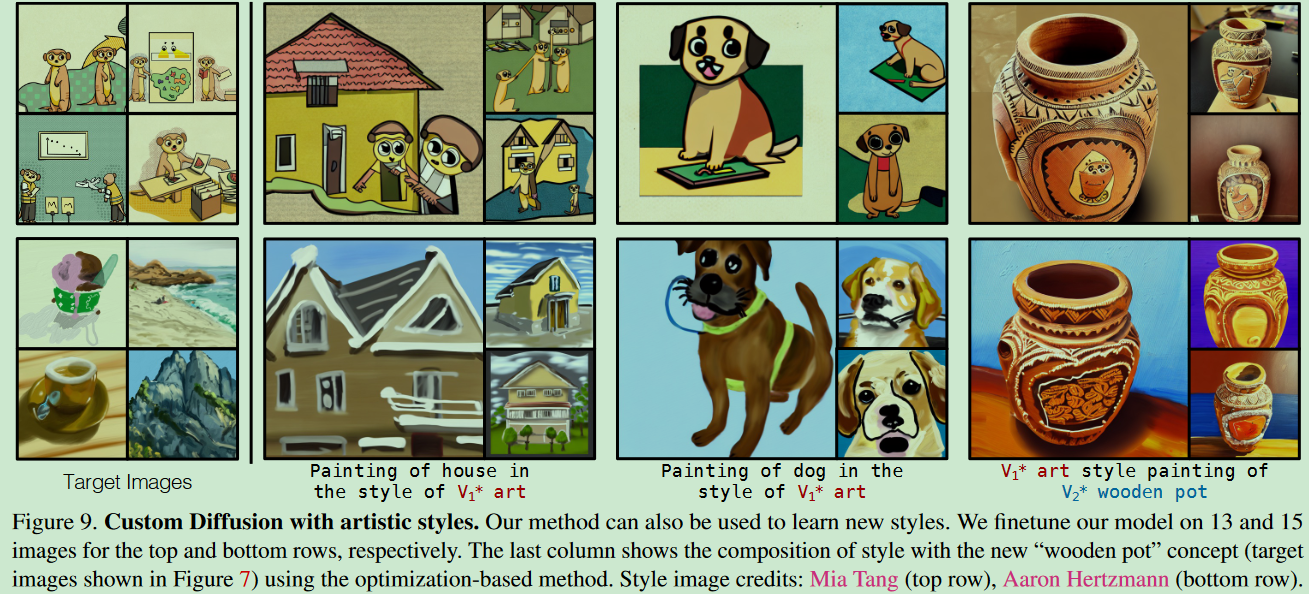 Target Images
Painting of house in
the style of V₁* art
Painting of dog in the
style of V₁* art
V₁* art style painting of
V₂* wooden pot
Figure 9. Custom Diffusion with artistic styles. Our method can also be used to learn new styles. We finetune our model on 13 and 15
images for the top and bottom rows, respectively. The last column shows the composition of style with the new “wooden pot” concept (target
images shown in Figure 7) using the optimization-based method. Style image credits: Mia Tang (top row), Aaron Hertzmann (bottom row).